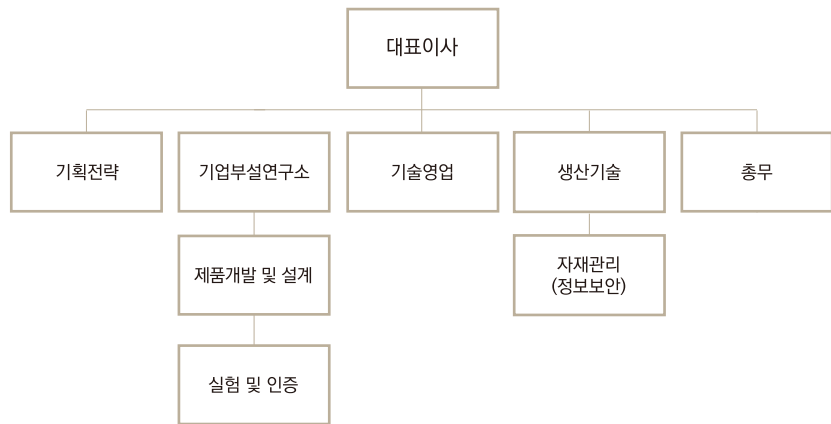 대표이사
기획전략
기업부설연구소
기술영업
생산기술
총무
제품개발 및 설계
자재관리
(정보보안)
실험 및 인증